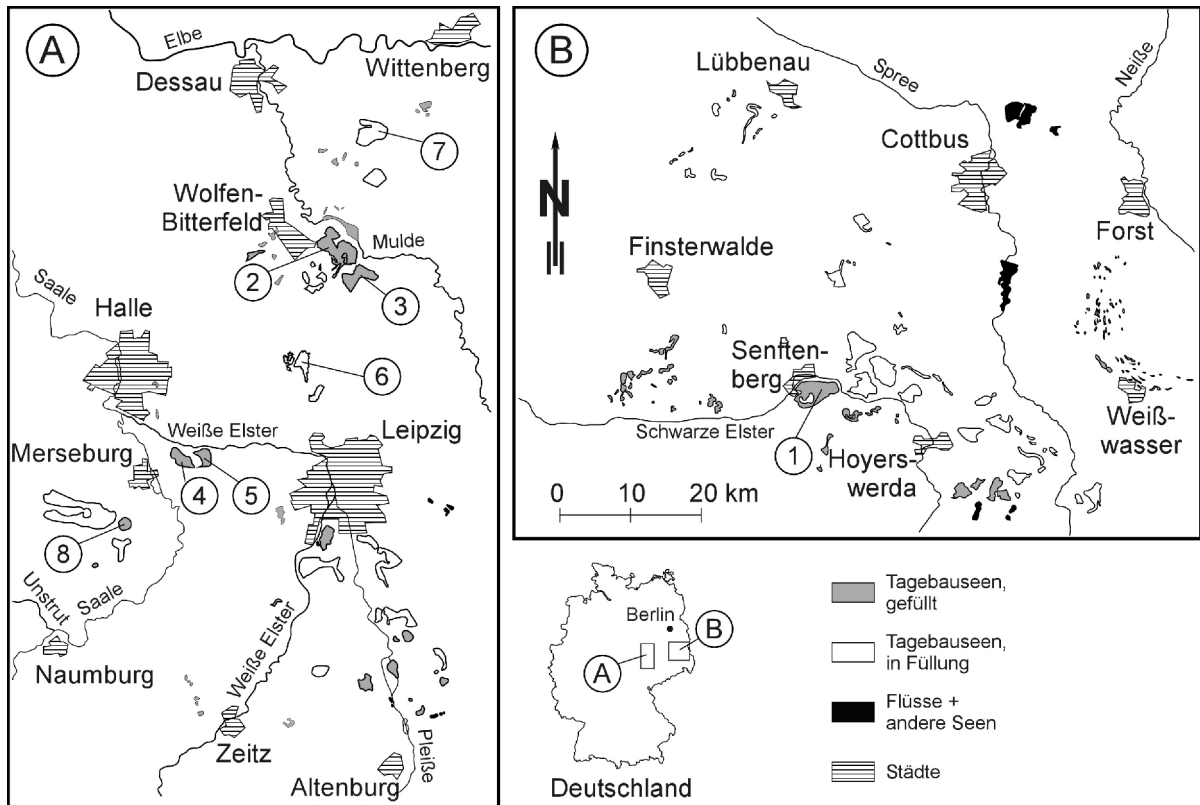 A
Elbe
Wittenberg
Dessau
7
Wolfen-
Bitterfeld
Mulde
2
3
Saale
Halle
6
Weiße Elster
Leipzig
Merseburg
4
5
8
Unstrut
Saale
Naumburg
Weiße Elster
Zeitz
Pleiße
Altenburg
B
Lübbenau
Spree
Neiße
N
Cottbus
Forst
Finsterwalde
Senften-
berg
Schwarze Elster
1
Hoyers-
werda
Weiß-
wasser
0 10 20 km
Berlin
B
A
Deutschland
Tagebauseen,
gefüllt
Tagebauseen,
in Füllung
Flüsse +
andere Seen
Städte